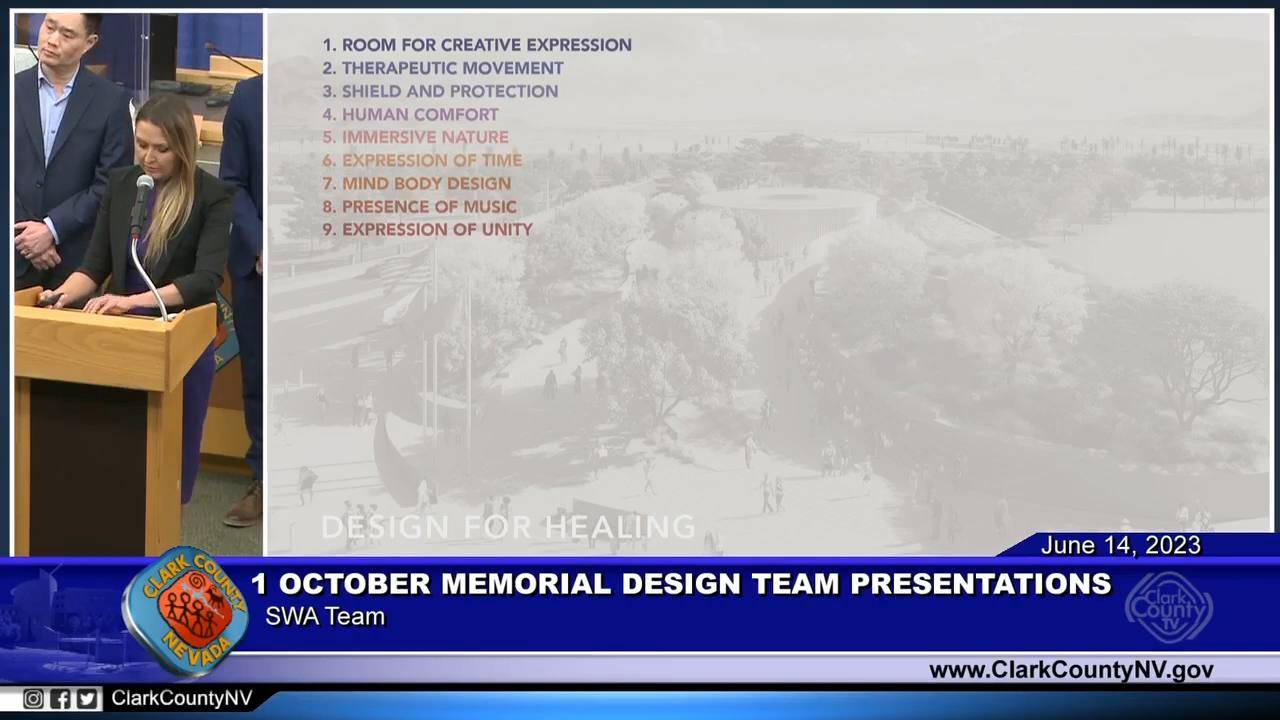 1. ROOM FOR CREATIVE EXPRESSION
2. THERAPEUTIC MOVEMENT
3. SHIELD AND PROTECTION
4. HUMAN COMFORT
5. IMMERSIVE NATURE
6. EXPRESSION OF TIME
7. MIND BODY DESIGN
8. PRESENCE OF MUSIC
9. EXPRESSION OF UNITY
DESIGN FOR HEALING
June 14, 2023
CLARK COUNTY
NEVADA
1 OCTOBER MEMORIAL DESIGN TEAM PRESENTATIONS
SWA Team
Clark
County
TV
www.ClarkCountyNV.gov
ClarkCountyNV